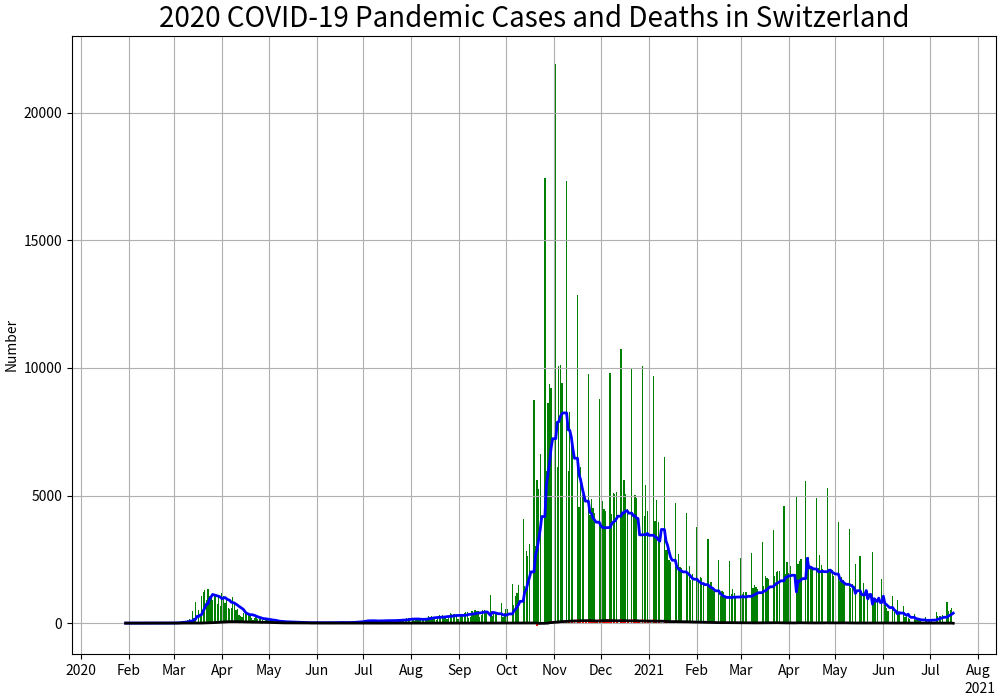 2020 COVID-19 Pandemic Cases and Deaths in Switzerland
Number
20000
15000
10000
5000
0
2020 Feb Mar Apr May Jun Jul Aug Sep Oct Nov Dec 2021 Feb Mar Apr May Jun Jul Aug
2021